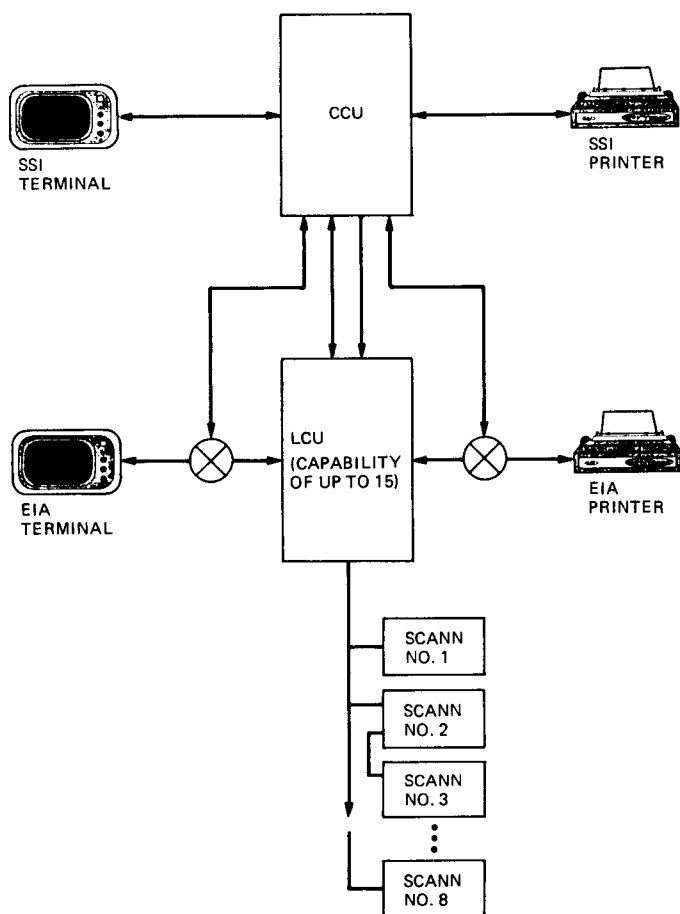 CCU
SSI
TERMINAL
SSI
PRINTER
LCU
(CAPABILITY
OF UP TO 15)
EIA
TERMINAL
EIA
PRINTER
SCANN
NO. 1
SCANN
NO. 2
SCANN
NO. 3
SCANN
NO. 8